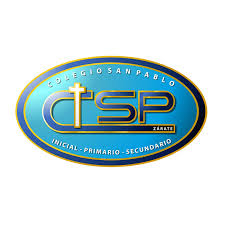 COLEGIO SAN PABLO
CSP
ZÁRATE
INICIAL - PRIMARIO - SECUNDARIO